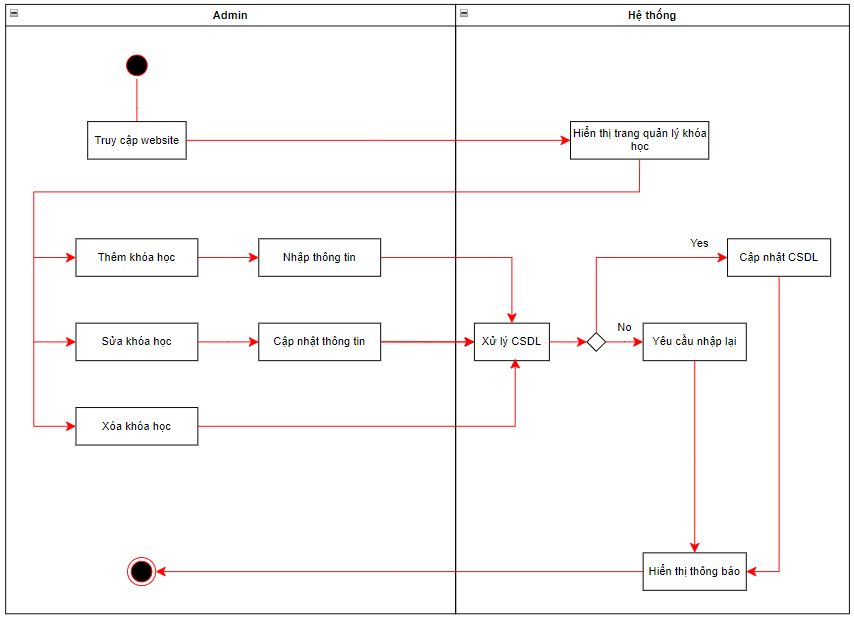 Admin
Hệ thống
Truy cập website
Hiển thị trang quản lý khóa
học
Thêm khóa học
Nhập thông tin
Yes
Cập nhật CSDL
Sửa khóa học
Cập nhật thông tin
Xử lý CSDL
No
Yêu cầu nhập lại
Xóa khóa học
Hiển thị thông báo